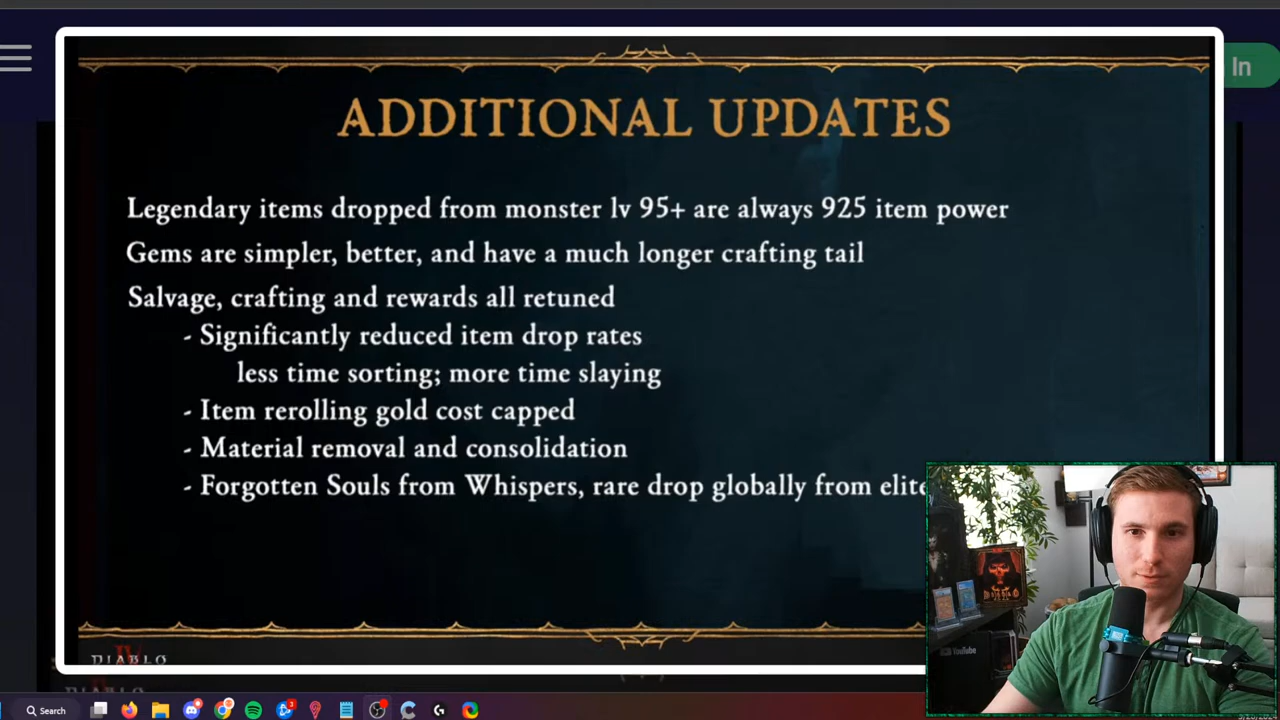 In
ADDITIONAL UPDATES
Legendary items dropped from monster lv 95+ are always 925 item power
Gems are simpler, better, and have a much longer crafting tail
Salvage, crafting and rewards all retuned
- Significantly reduced item drop rates
less time sorting; more time slaying
- Item rerolling gold cost capped
- Material removal and consolidation
- Forgotten Souls from Whispers, rare drop globally from elite
DIABLO
IV
YouTube
Search